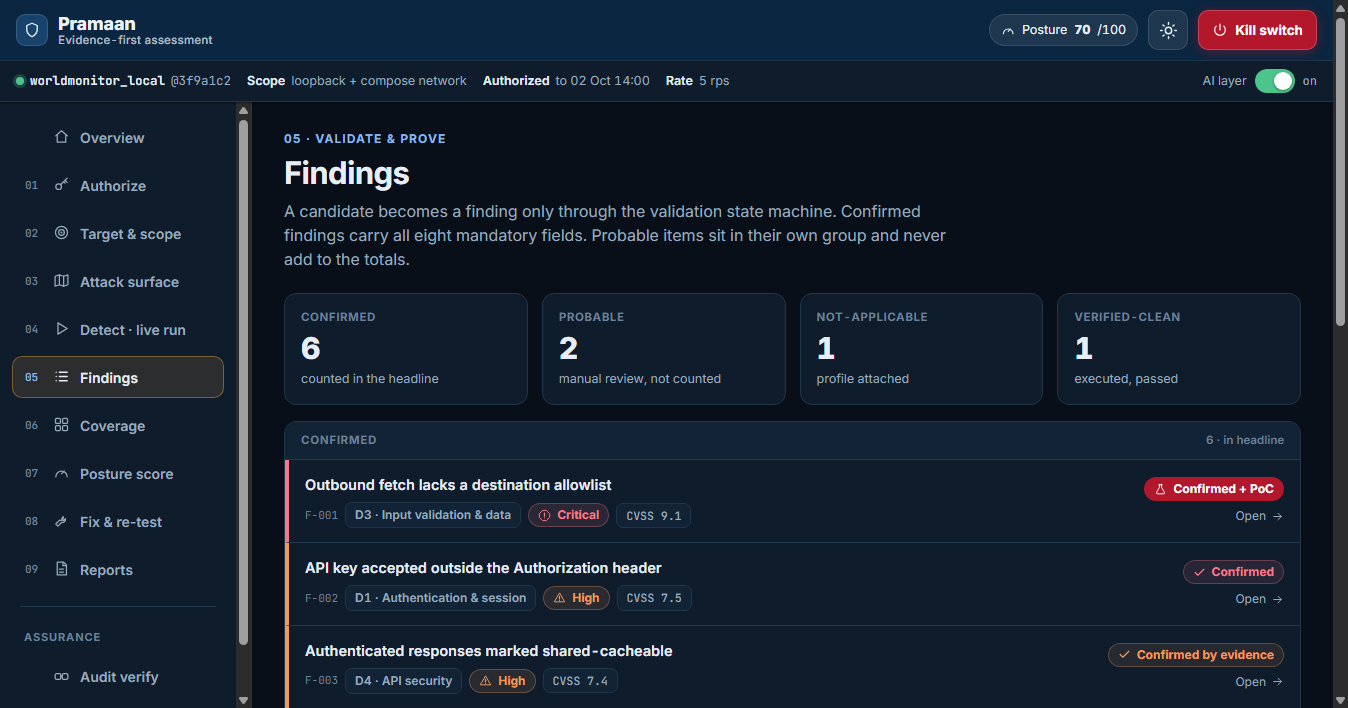 Pramaan
Evidence-first assessment
Posture 70 /100
Kill switch
worldmonitor_local @3f9a1c2 Scope loopback + compose network Authorized to 02 Oct 14:00 Rate 5 rps
AI layer on
Overview
01 Authorize
02 Target & scope
03 Attack surface
04 Detect · live run
05 Findings
06 Coverage
07 Posture score
08 Fix & re-test
09 Reports
ASSURANCE
Audit verify
05 · VALIDATE & PROVE
Findings
A candidate becomes a finding only through the validation state machine. Confirmed
findings carry all eight mandatory fields. Probable items sit in their own group and never
add to the totals.
CONFIRMED
6
counted in the headline
PROBABLE
2
manual review, not counted
NOT-APPLICABLE
1
profile attached
VERIFIED-CLEAN
1
executed, passed
CONFIRMED
6 · in headline
Outbound fetch lacks a destination allowlist
Confirmed + PoC
F-001 D3 · Input validation & data Critical CVSS 9.1
Open →
API key accepted outside the Authorization header
Confirmed
F-002 D1 · Authentication & session High CVSS 7.5
Open →
Authenticated responses marked shared-cacheable
Confirmed by evidence
F-003 D4 · API security High CVSS 7.4
Open →